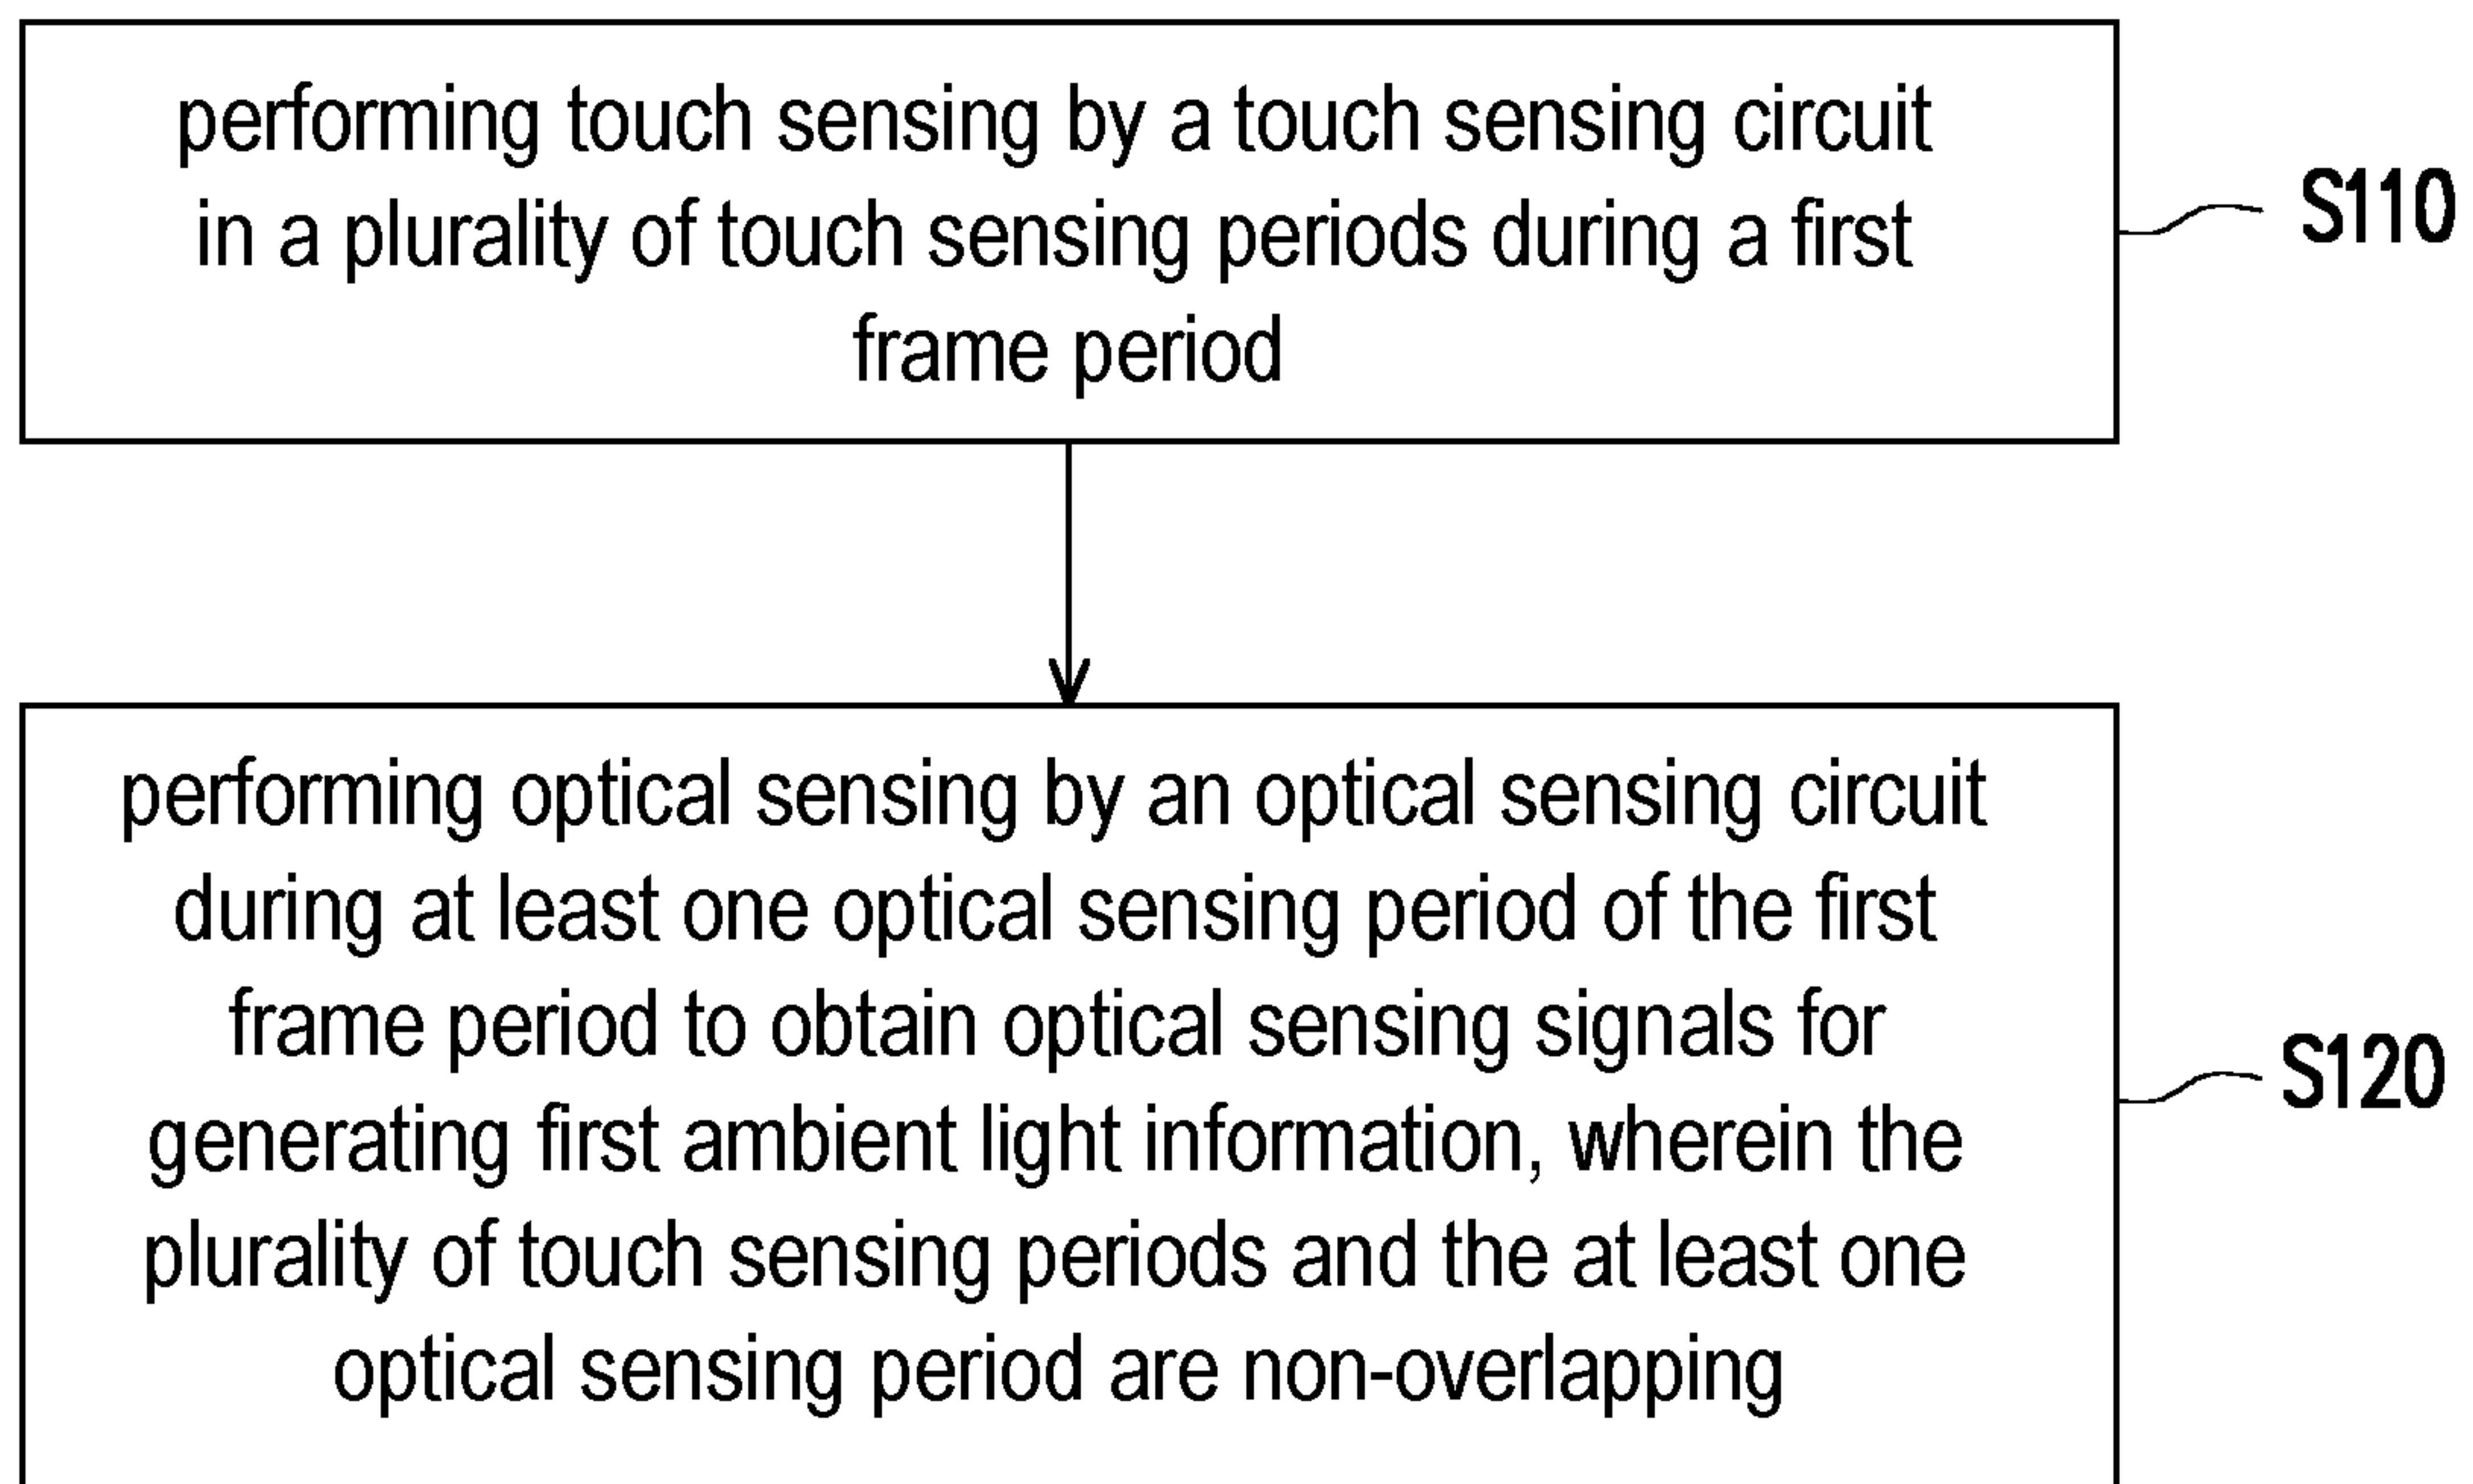 performing touch sensing by a touch sensing circuit
in a plurality of touch sensing periods during a first
frame period
S110
performing optical sensing by an optical sensing circuit
during at least one optical sensing period of the first
frame period to obtain optical sensing signals for
generating first ambient light information, wherein the
plurality of touch sensing periods and the at least one
optical sensing period are non-overlapping
S120